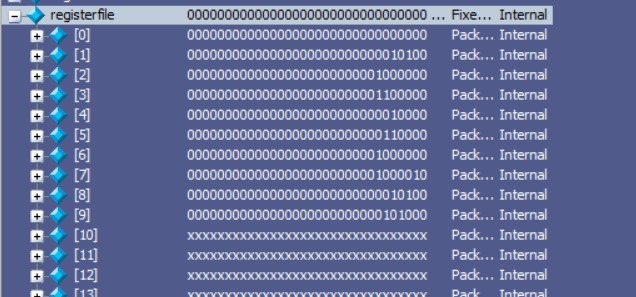 registerfile 00000000000000000000000000000000 ... Fixe... Internal
[0] 00000000000000000000000000000000 Pack... Internal
[1] 00000000000000000000000000010100 Pack... Internal
[2] 00000000000000000000000001000000 Pack... Internal
[3] 00000000000000000000000001100000 Pack... Internal
[4] 00000000000000000000000000010000 Pack... Internal
[5] 00000000000000000000000000110000 Pack... Internal
[6] 00000000000000000000000001000000 Pack... Internal
[7] 00000000000000000000000001000010 Pack... Internal
[8] 00000000000000000000000000010100 Pack... Internal
[9] 00000000000000000000000000101000 Pack... Internal
[10] xxxxxxxxxxxxxxxxxxxxxxxxxxxxxxxx Pack... Internal
[11] xxxxxxxxxxxxxxxxxxxxxxxxxxxxxxxx Pack... Internal
[12] xxxxxxxxxxxxxxxxxxxxxxxxxxxxxxxx Pack... Internal
[13] xxxxxxxxxxxxxxxxxxxxxxxxxxxxxxxx Pack... Internal